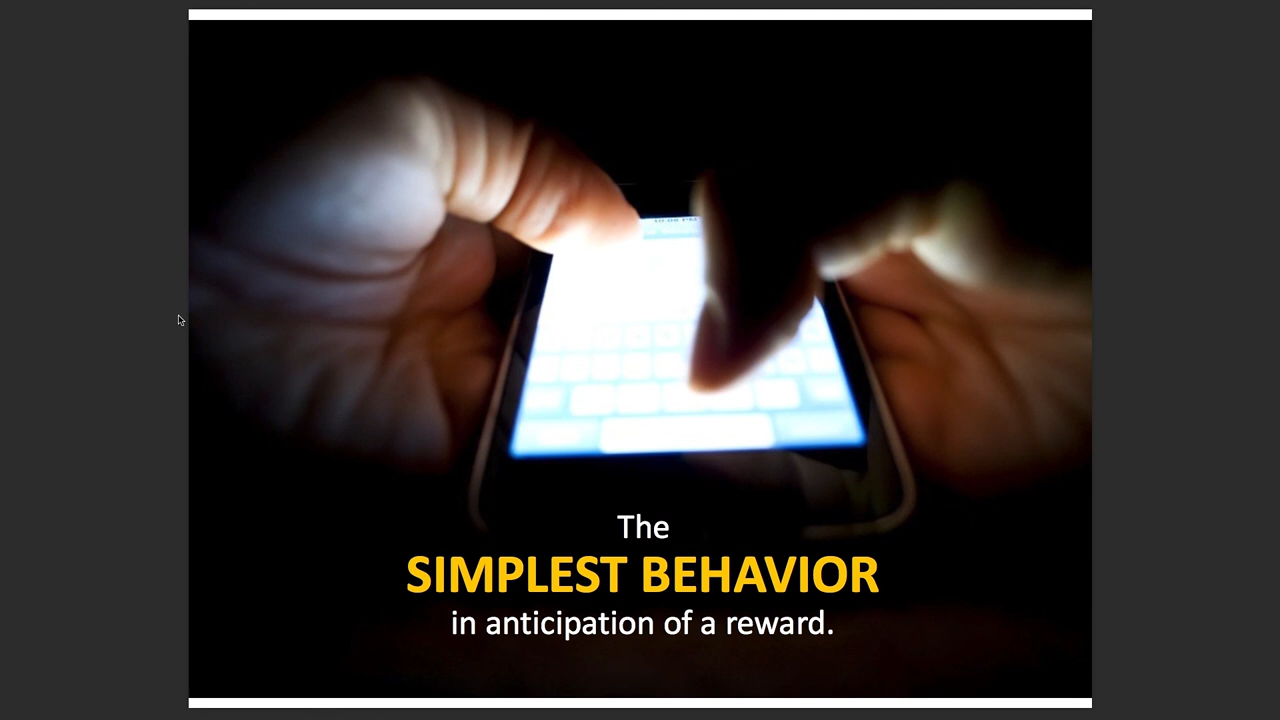 The
SIMPLEST BEHAVIOR
in anticipation of a reward.